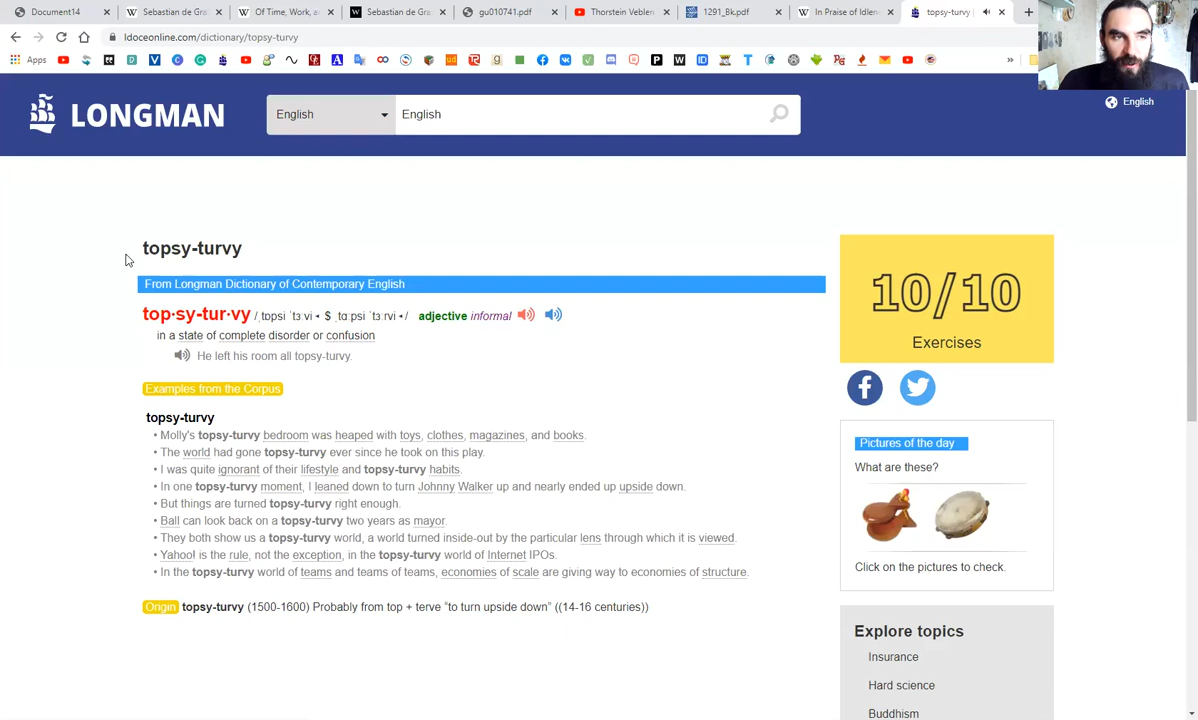 Document14
Sebastian de Gra
Of Time, Work, a
Sebastian de Gra
gu010741.pdf
Thorstein Veblen
1291_Bk.pdf
In Praise of Idlen
topsy-turvy
ldoceonline.com/dictionary/topsy-turvy
Apps
LONGMAN
English
English
English
topsy-turvy
From Longman Dictionary of Contemporary English
top·sy-tur·vy /ˌtɒpsi ˈtɜːvi◂ $ ˌtɑːpsi ˈtɜːrvi◂/ adjective informal
in a state of complete disorder or confusion
He left his room all topsy-turvy.
Examples from the Corpus
topsy-turvy
• Molly's topsy-turvy bedroom was heaped with toys, clothes, magazines, and books.
• The world had gone topsy-turvy ever since he took on this play.
• I was quite ignorant of their lifestyle and topsy-turvy habits.
• In one topsy-turvy moment, I leaned down to turn Johnny Walker up and nearly ended up upside down.
• But things are turned topsy-turvy right enough.
• Ball can look back on a topsy-turvy two years as mayor.
• They both show us a topsy-turvy world, a world turned inside-out by the particular lens through which it is viewed.
• Yahoo! is the rule, not the exception, in the topsy-turvy world of Internet IPOs.
• In the topsy-turvy world of teams and teams of teams, economies of scale are giving way to economies of structure.
Origin topsy-turvy (1500-1600) Probably from top + terve “to turn upside down” ((14-16 centuries))
10/10
Exercises
Pictures of the day
What are these?
Click on the pictures to check.
Explore topics
Insurance
Hard science
Buddhism